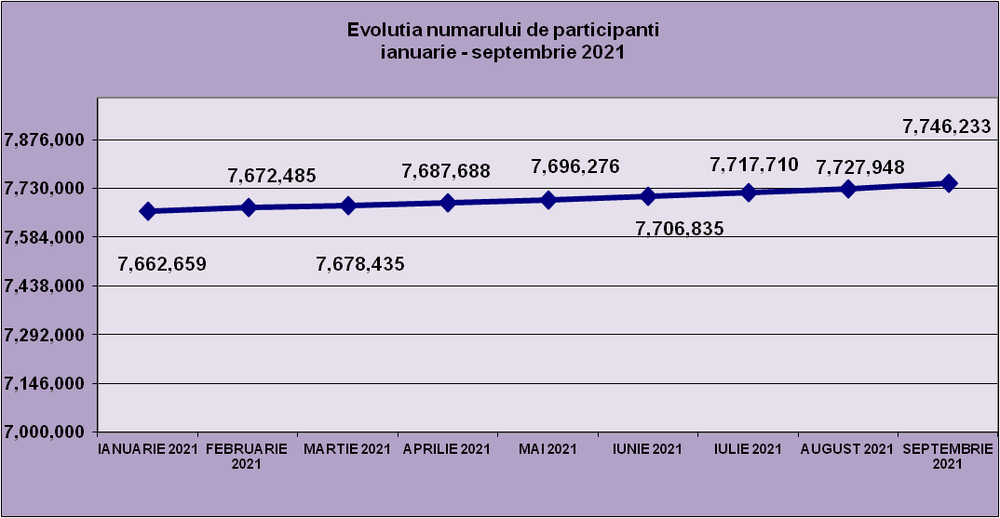 Evolutia numarului de participanti
ianuarie - septembrie 2021
7,876,000
7,730,000
7,584,000
7,438,000
7,292,000
7,146,000
7,000,000
7,662,659
7,672,485
7,678,435
7,687,688
7,696,276
7,706,835
7,717,710
7,727,948
7,746,233
IANUARIE 2021
FEBRUARIE
2021
MARTIE 2021
APRILIE 2021
MAI 2021
IUNIE 2021
IULIE 2021
AUGUST 2021
SEPTEMBRIE
2021